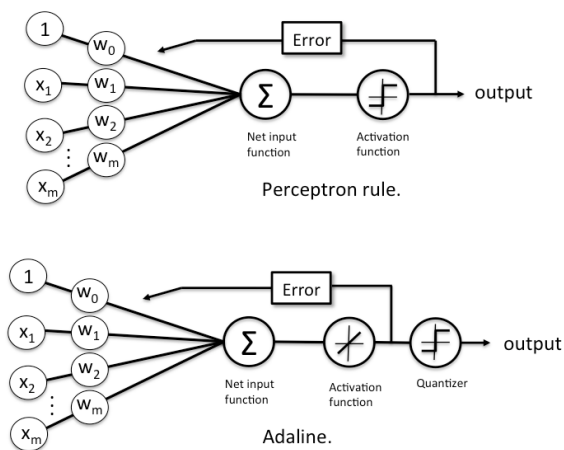 1
w0
Error
x1
w1
Σ
output
x2
w2
Net input
function
Activation
function
⋮
xm
wm
Perceptron rule.
1
w0
Error
x1
w1
Σ
output
x2
w2
Net input
function
Activation
function
Quantizer
⋮
xm
wm
Adaline.